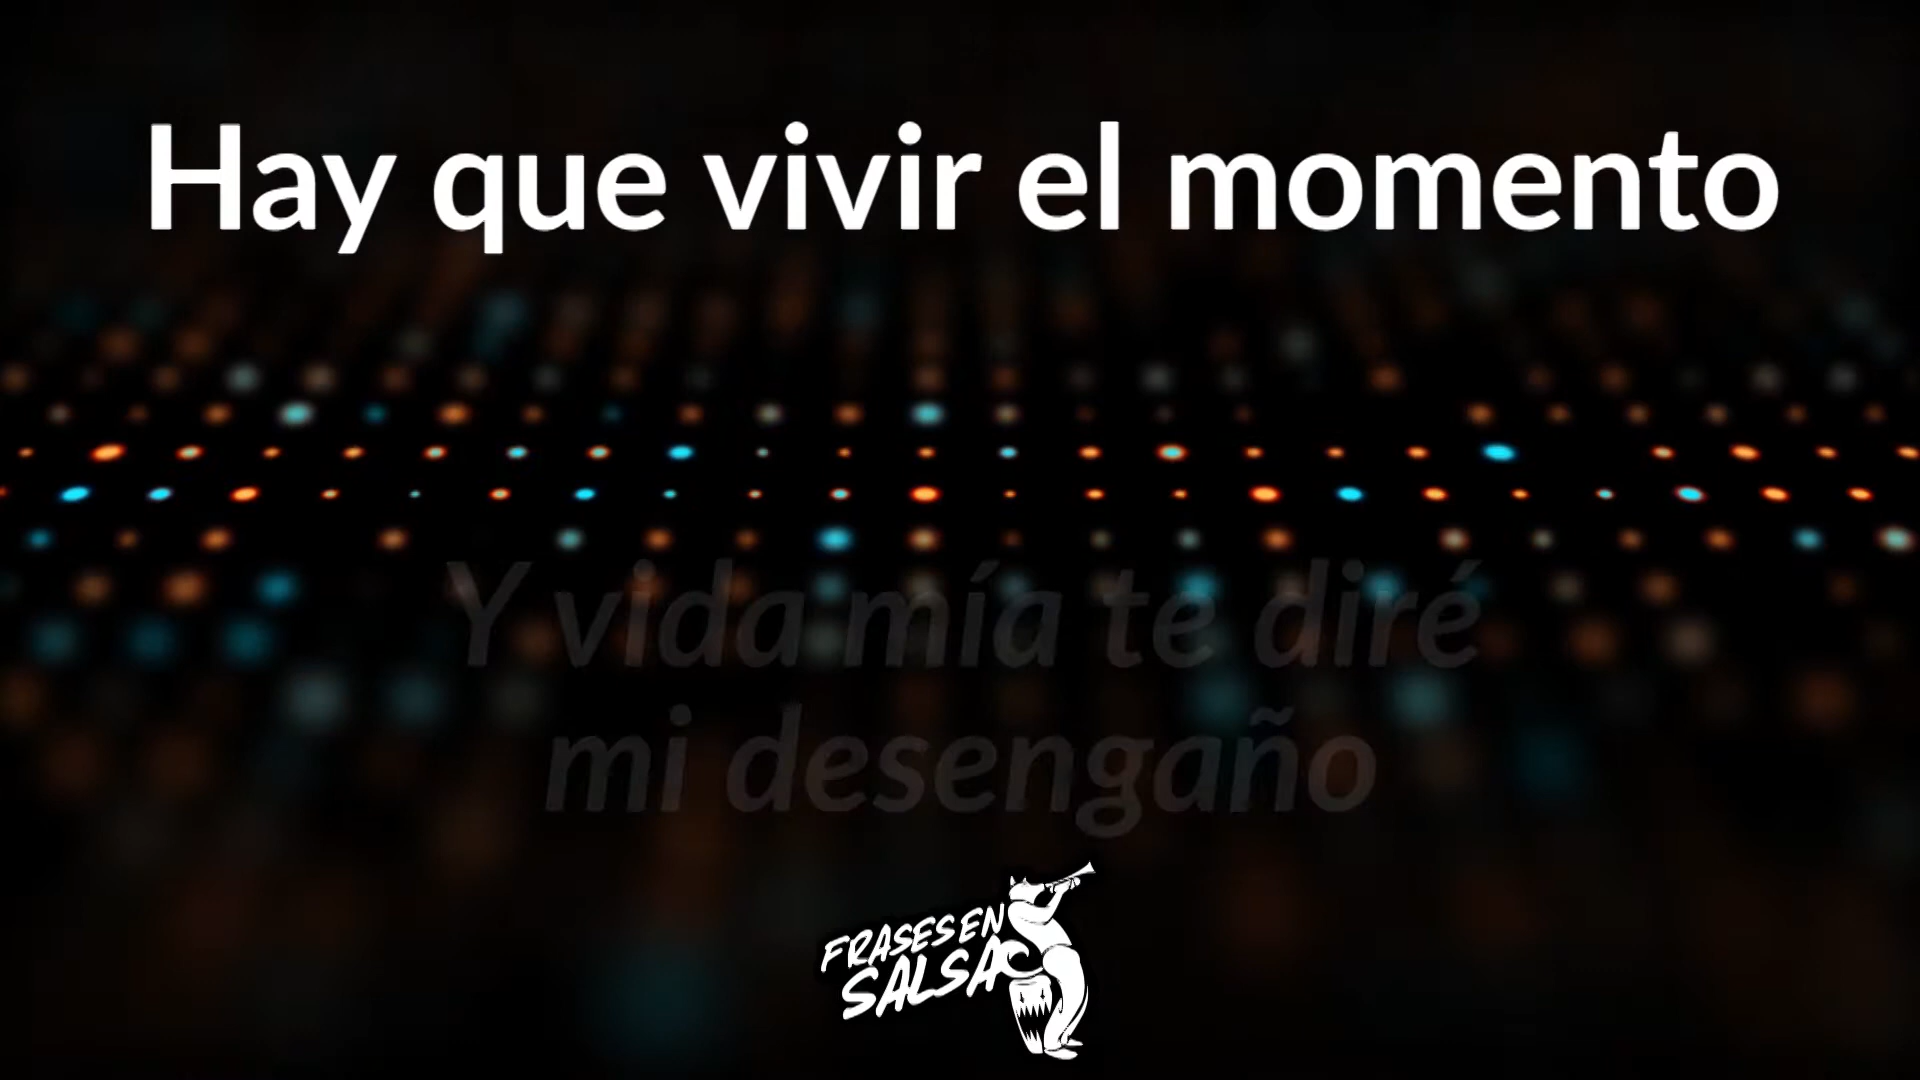 Hay que vivir el momento
Y vida mía te diré
mi desengaño
FRASES EN
SALSA